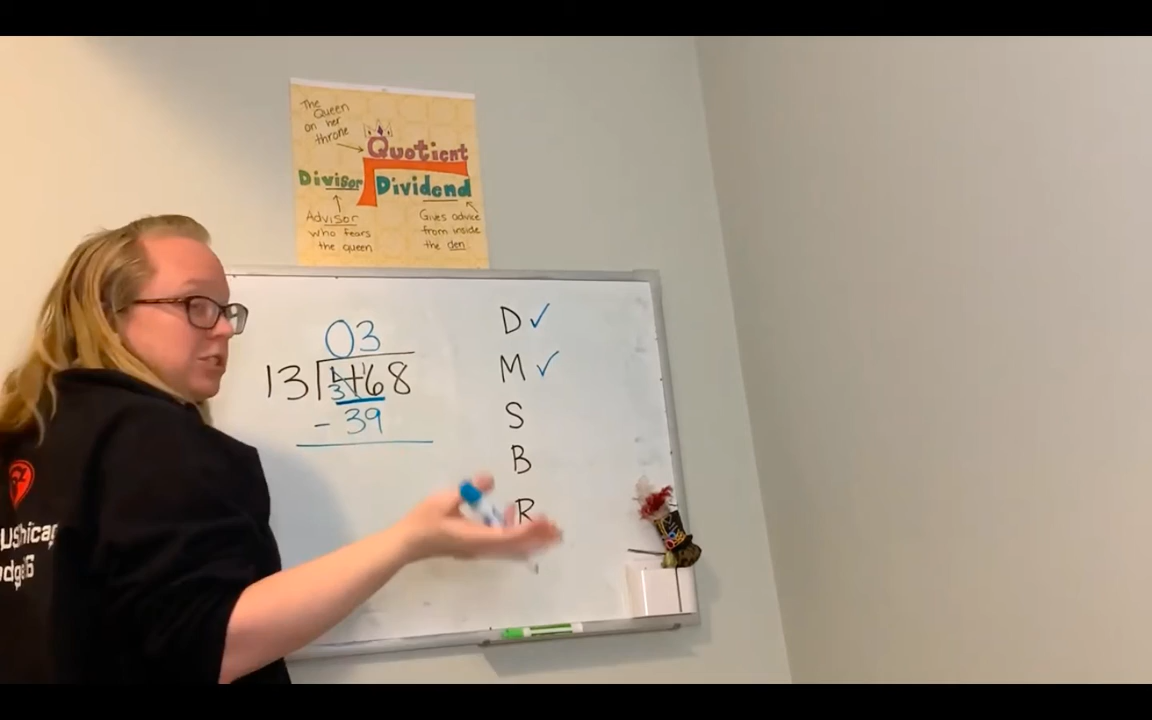 The
Queen
on her
throne
Quotient
Divisor
Dividend
Advisor
who fears
the queen
Gives advice
from inside
the den
03
13
68
- 39
D ✓
M ✓
S
B
R